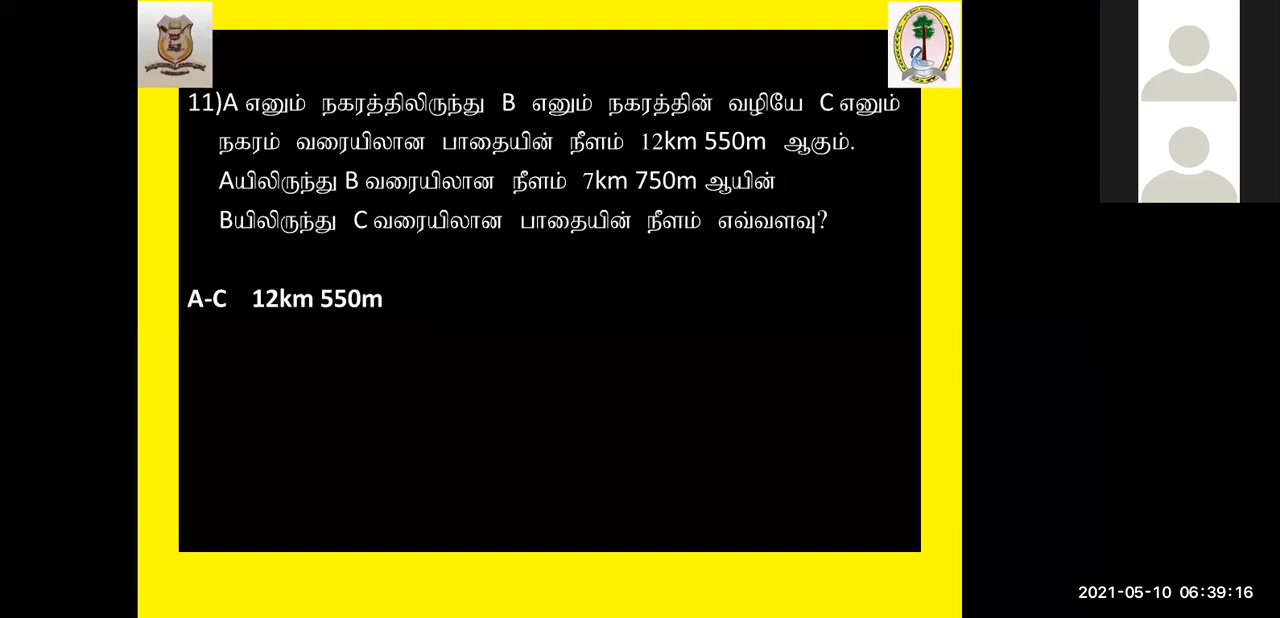 11)A எனும் நகரத்திலிருந்து B எனும் நகரத்தின் வழியே C எனும்
நகரம் வரையிலான பாதையின் நீளம் 12km 550m ஆகும்.
Aயிலிருந்து B வரையிலான நீளம் 7km 750m ஆயின்
Bயிலிருந்து C வரையிலான பாதையின் நீளம் எவ்வளவு?
A-C 12km 550m
2021-05-10 06:39:16